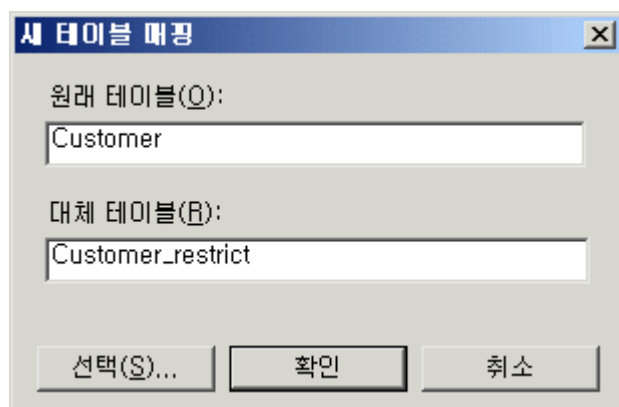 새 테이블 매핑
원래 테이블(O):
Customer
대체 테이블(R):
Customer_restrict
선택(S)... 확인 취소